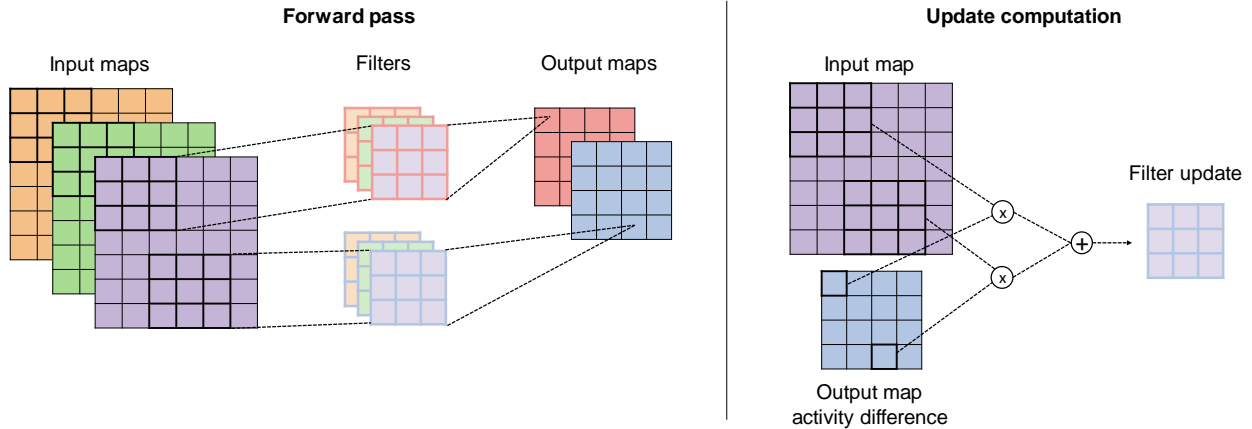 Forward pass
Input maps
Filters
Output maps
Update computation
Input map
x
x
+
Filter update
Output map
activity difference